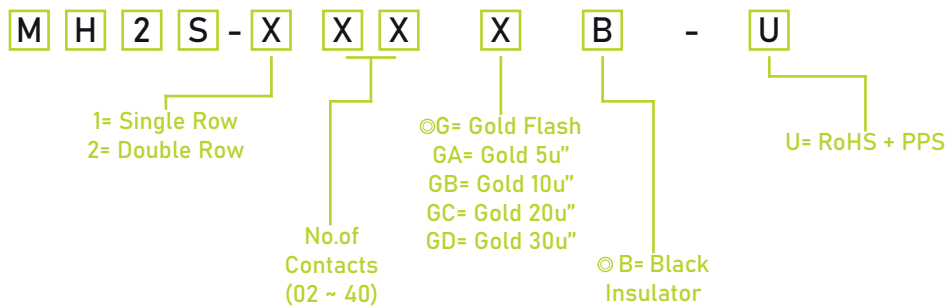 M H 2 S - X X X X B - U
1= Single Row
2= Double Row
No.of
Contacts
(02 ~ 40)
◎G= Gold Flash
GA= Gold 5u”
GB= Gold 10u”
GC= Gold 20u”
GD= Gold 30u”
◎ B= Black
Insulator
U= RoHS + PPS